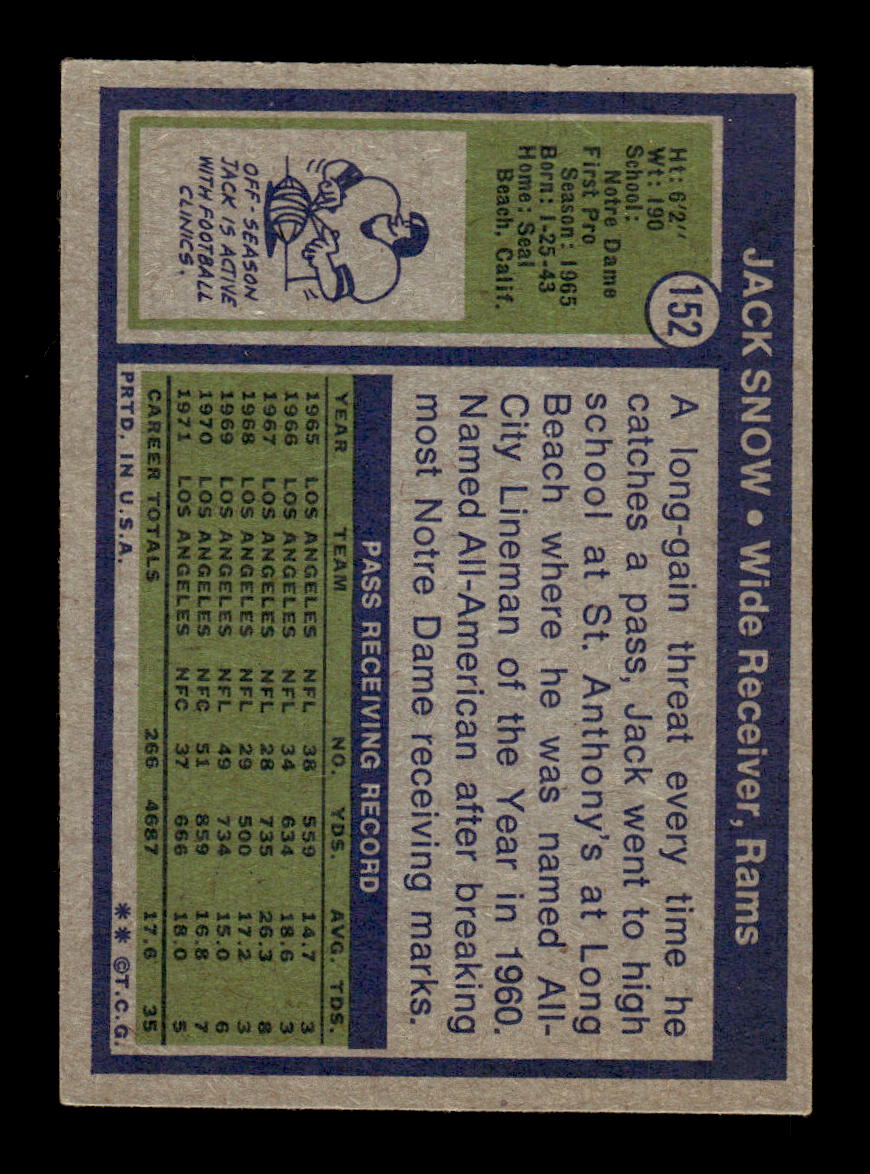 JACK SNOW • Wide Receiver, Rams
152
Ht: 6'2"
Wt: 190
School:
Notre Dame
First Pro
Season: 1965
Born: 1-25-43
Home: Seal
Beach, Calif.
OFF-SEASON
JACK IS ACTIVE
WITH FOOTBALL
CLINICS.
A long-gain threat every time he
catches a pass, Jack went to high
school at St. Anthony's at Long
Beach where he was named All-
City Lineman of the Year in 1960.
Named All-American after breaking
most Notre Dame receiving marks.
PASS RECEIVING RECORD
YEAR TEAM NO. YDS. AVG. TDS.
1965 LOS ANGELES NFL 38 559 14.7 3
1966 LOS ANGELES NFL 34 634 18.6 3
1967 LOS ANGELES NFL 28 735 26.3 8
1968 LOS ANGELES NFL 29 500 17.2 3
1969 LOS ANGELES NFL 49 734 15.0 6
1970 LOS ANGELES NFC 51 859 16.8 7
1971 LOS ANGELES NFC 37 666 18.0 5
CAREER TOTALS 266 4687 17.6 35
PRTD. IN U.S.A. ** ©T.C.G.